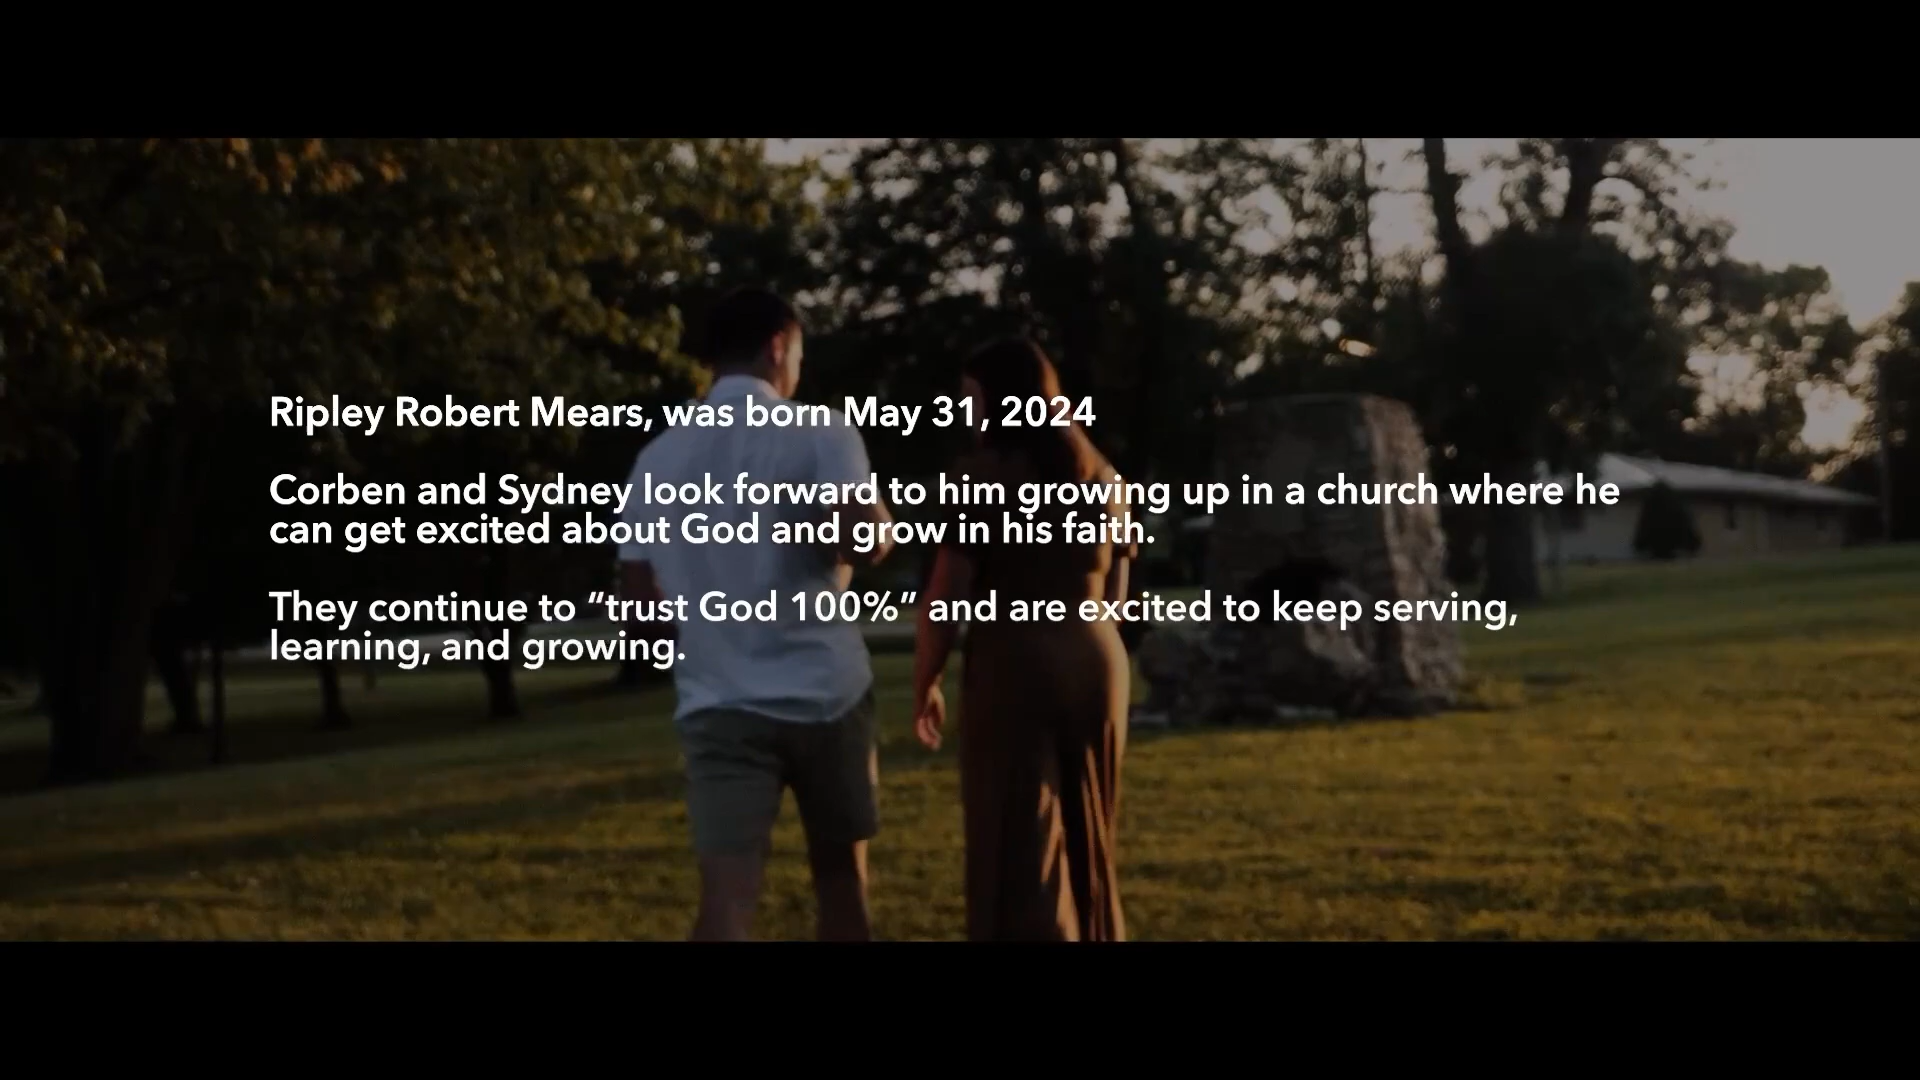 Ripley Robert Mears, was born May 31, 2024
Corben and Sydney look forward to him growing up in a church where he
can get excited about God and grow in his faith.
They continue to “trust God 100%” and are excited to keep serving,
learning, and growing.